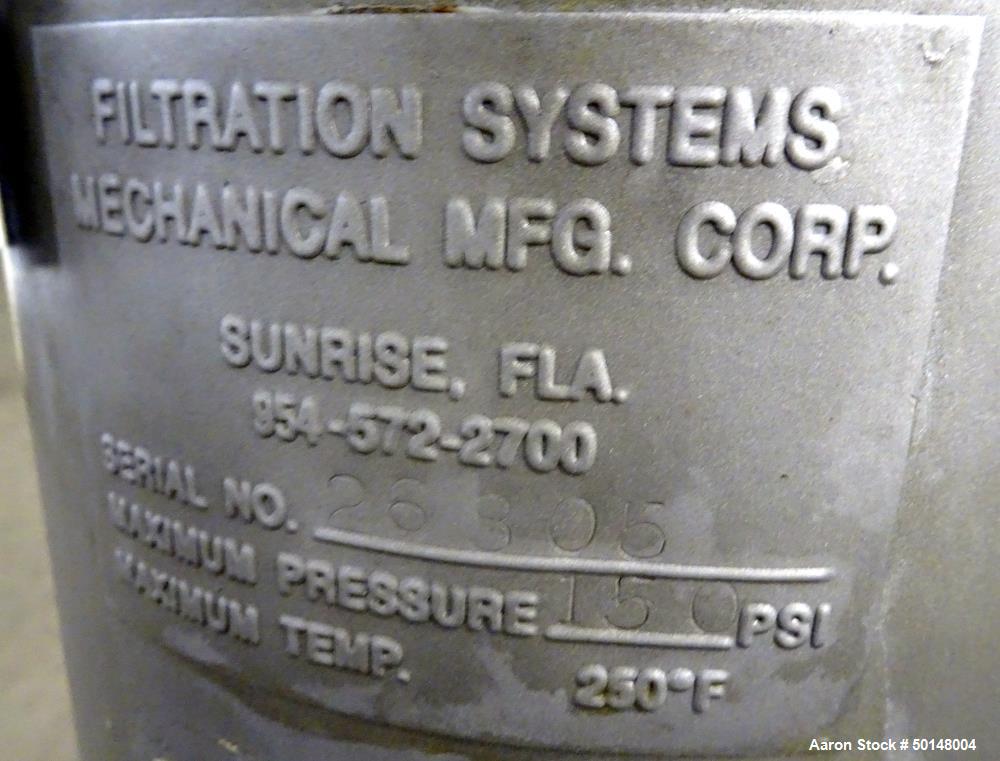 FILTRATION SYSTEMS
MECHANICAL MFG. CORP.
SUNRISE, FLA.
954-572-2700
SERIAL NO. 26305
MAXIMUM PRESSURE 150 PSI
MAXIMUM TEMP. 250°F
Aaron Stock # 50148004